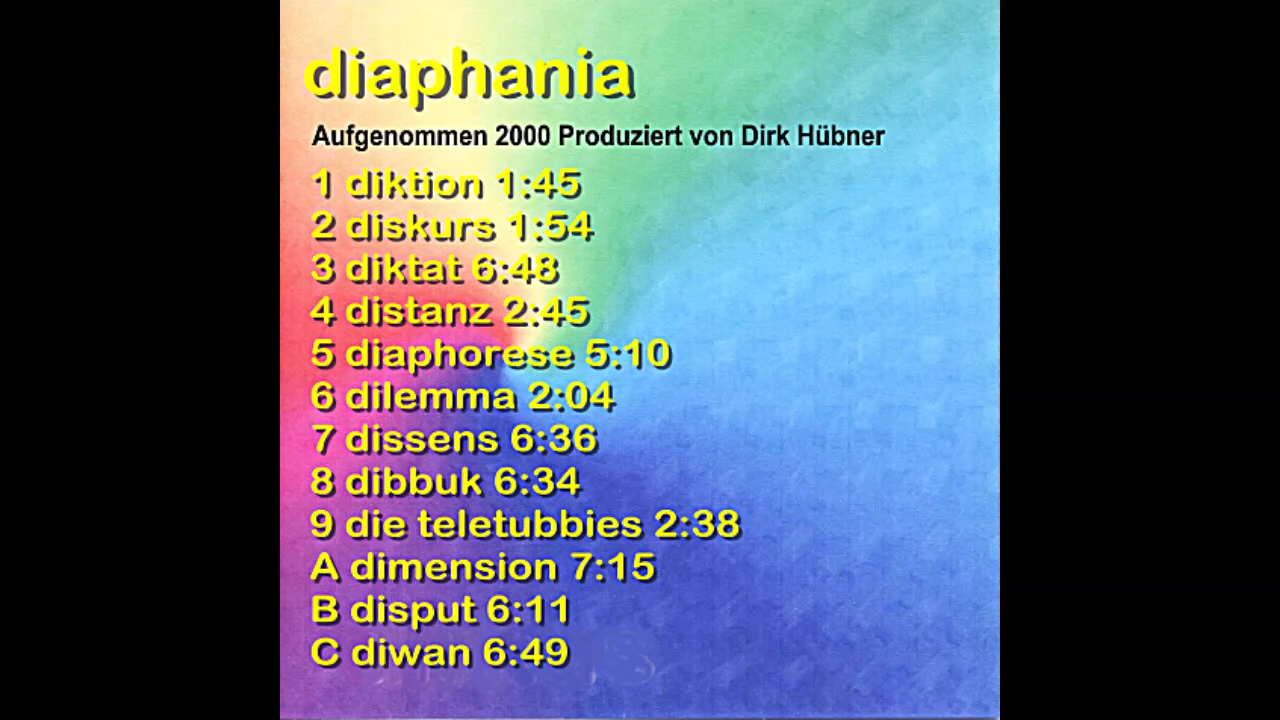 diaphania
Aufgenommen 2000 Produziert von Dirk Hübner
1 diktion 1:45
2 diskurs 1:54
3 diktat 6:48
4 distanz 2:45
5 diaphorese 5:10
6 dilemma 2:04
7 dissens 6:36
8 dibbuk 6:34
9 die teletubbies 2:38
A dimension 7:15
B disput 6:11
C diwan 6:49